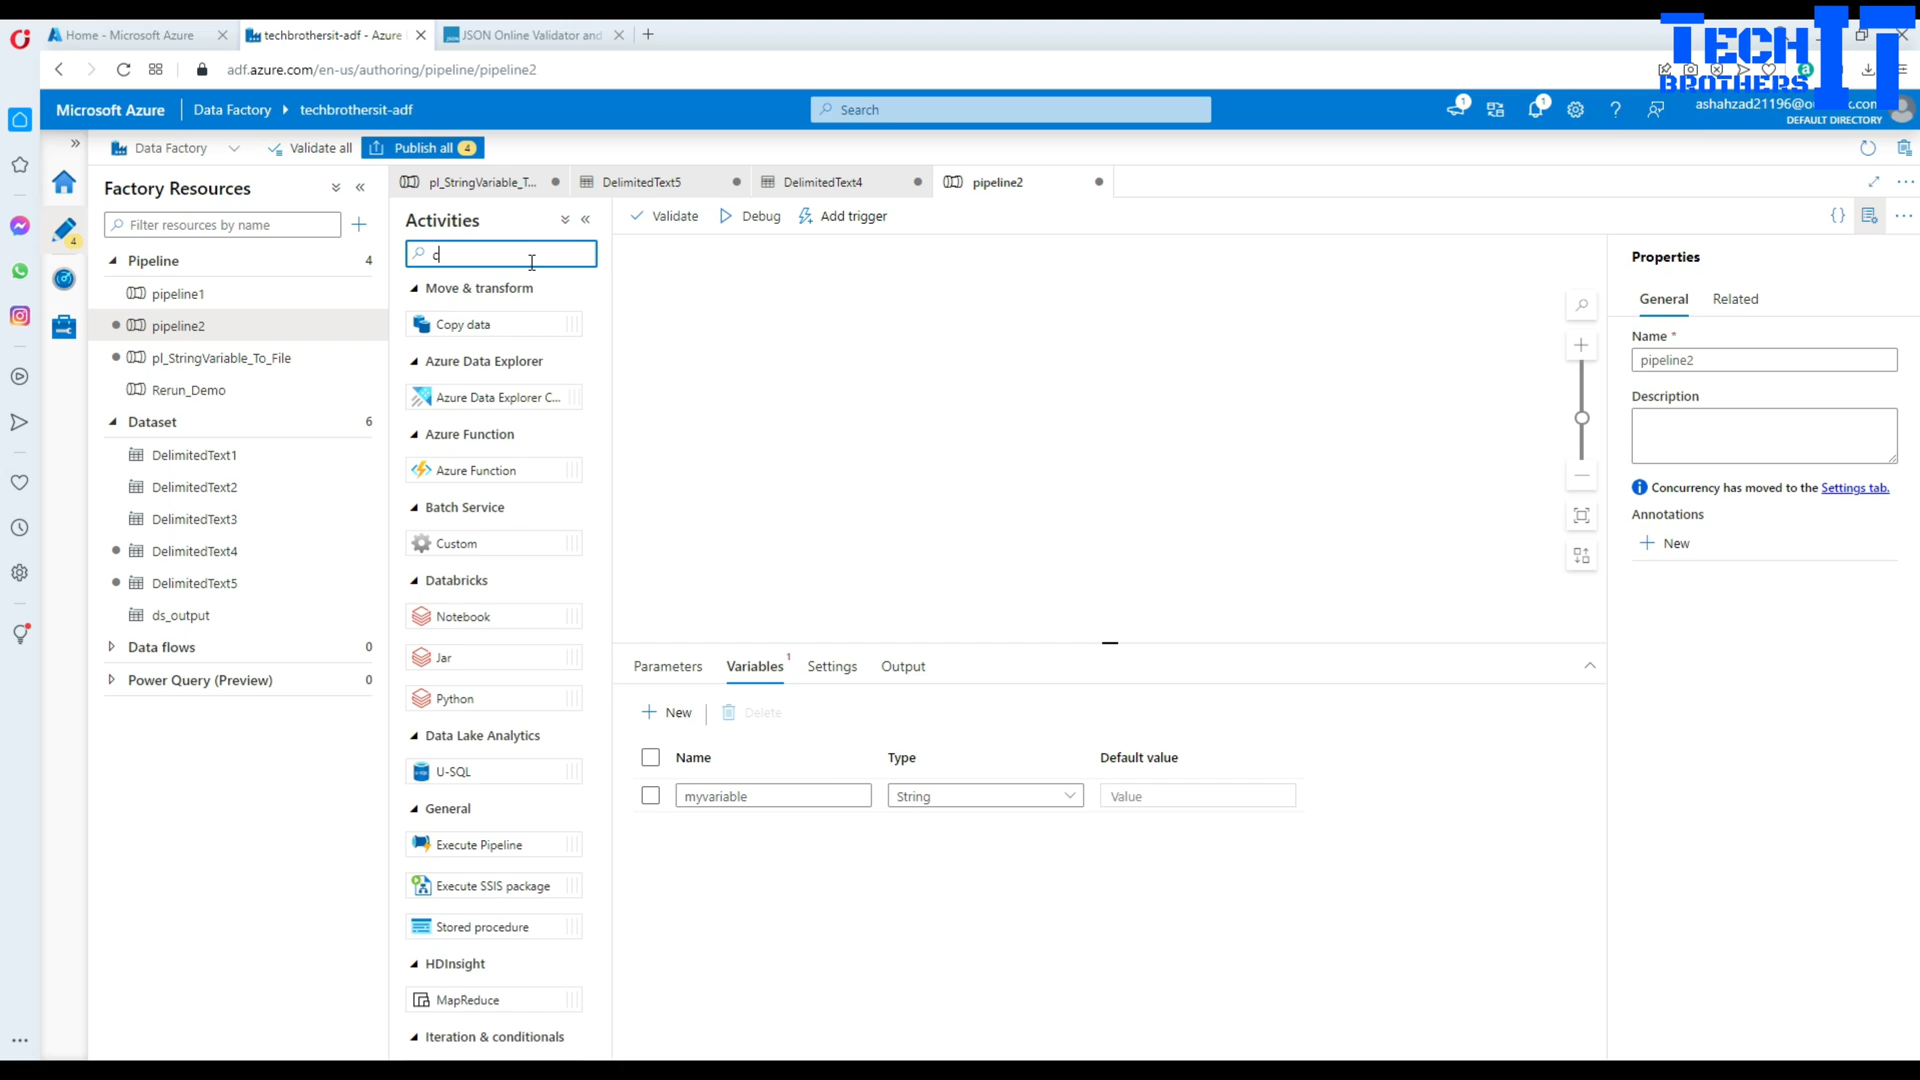 Home - Microsoft Azure
techbrothersit-adf - Azure
JSON Online Validator and
TECH IT
BROTHERS
adf.azure.com/en-us/authoring/pipeline/pipeline2
Microsoft Azure
Data Factory
techbrothersit-adf
Search
1
1
DEFAULT DIRECTORY
Data Factory
Validate all
Publish all 4
Factory Resources
Filter resources by name
4
Pipeline 4
pipeline1
pipeline2
pl_StringVariable_To_File
Rerun_Demo
Dataset 6
DelimitedText1
DelimitedText2
DelimitedText3
DelimitedText4
DelimitedText5
ds_output
Data flows 0
Power Query (Preview) 0
pl_StringVariable_T...
DelimitedText5
DelimitedText4
pipeline2
Activities
c
Move & transform
Copy data
Azure Data Explorer
Azure Data Explorer C...
Azure Function
Azure Function
Batch Service
Custom
Databricks
Notebook
Jar
Python
Data Lake Analytics
U-SQL
General
Execute Pipeline
Execute SSIS package
Stored procedure
HDInsight
MapReduce
Iteration & conditionals
Validate
Debug
Add trigger
Parameters
Variables 1
Settings
Output
New
Delete
Name Type Default value
myvariable String Value
Properties
General
Related
Name *
pipeline2
Description
Concurrency has moved to the Settings tab.
Annotations
New